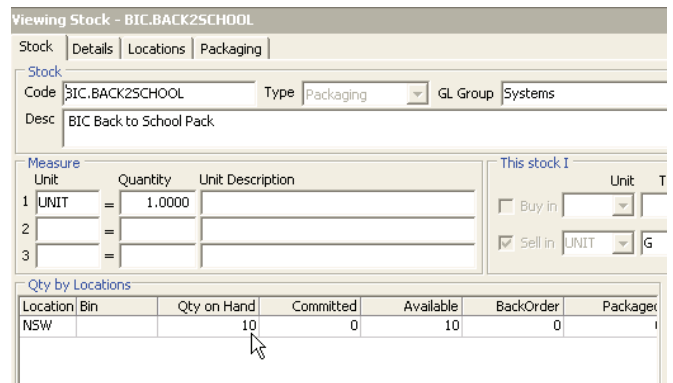 Viewing Stock - BIC.BACK2SCHOOL
Stock Details Locations Packaging
Stock
Code BIC.BACK2SCHOOL Type Packaging GL Group Systems
Desc BIC Back to School Pack
Measure This stock I
Unit Quantity Unit Description Unit T
1 UNIT = 1.0000 Buy in
2 = Sell in UNIT G
3 =
Qty by Locations
Location Bin Qty on Hand Committed Available BackOrder Packaged
NSW 10 0 10 0